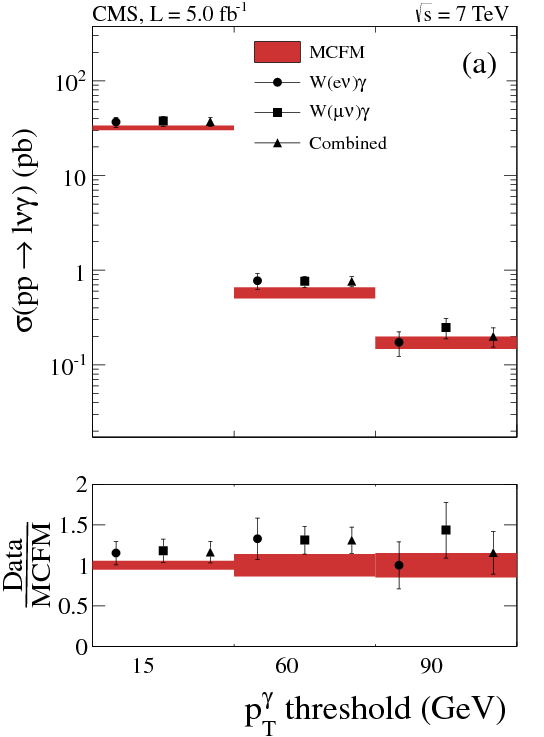 CMS, L = 5.0 fb⁻¹ √s = 7 TeV
MCFM
(a)
W(eν)γ
W(μν)γ
Combined
10²
10
1
10⁻¹
σ(pp → lνγ) (pb)
2
1.5
1
0.5
0
Data
MCFM
15 60 90
p_T^γ threshold (GeV)